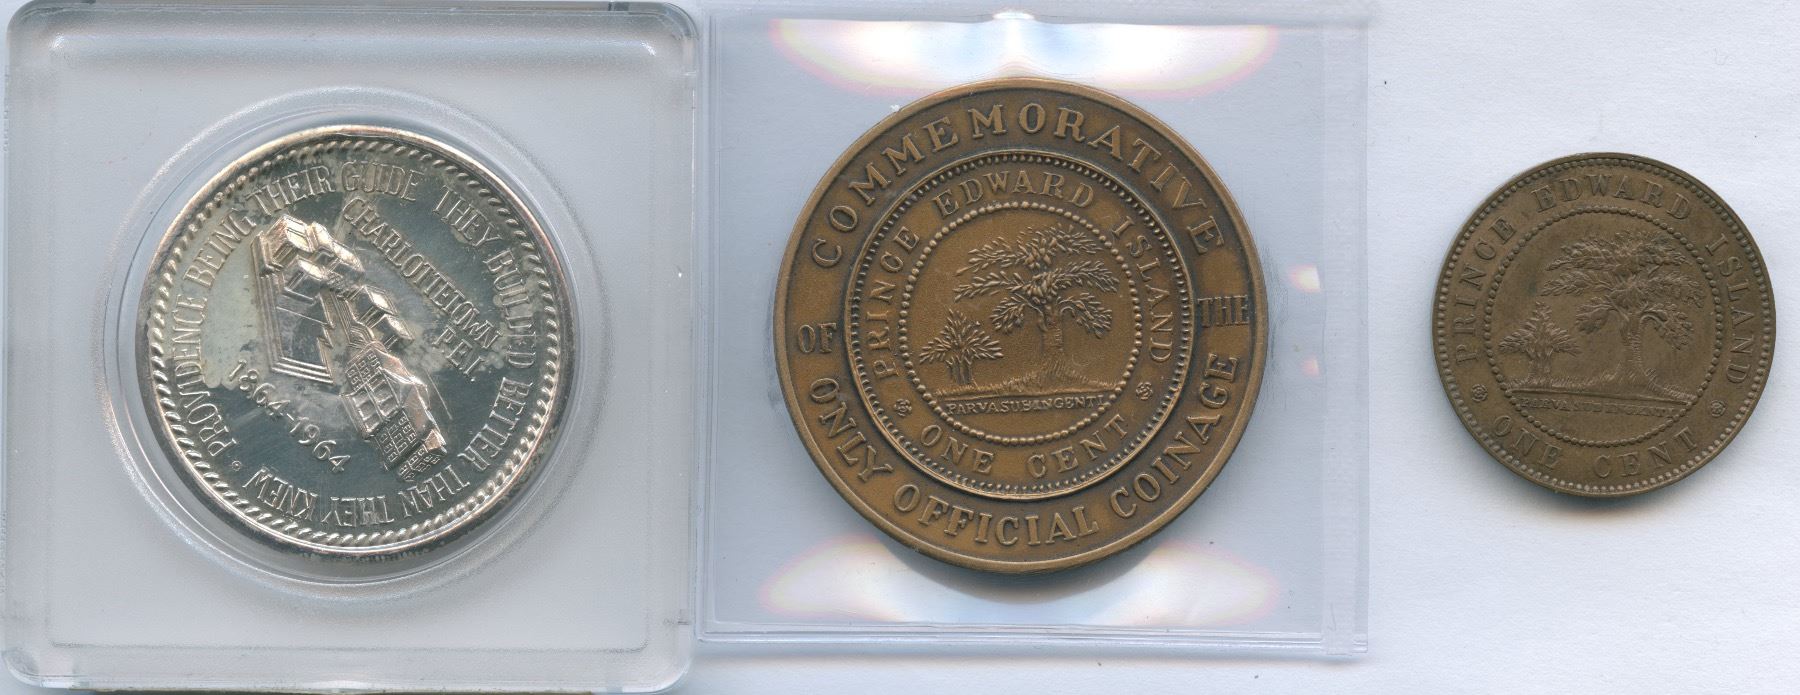 PROVIDENCE BEING THEIR GUIDE THEY BUILDED BETTER THAN THEY KNEW
CHARLOTTETOWN
P.E.I.
1864-1964
COMMEMORATIVE
OF THE
ONLY OFFICIAL COINAGE
PRINCE EDWARD ISLAND
PARVA SUB INGENTI
ONE CENT
PRINCE EDWARD ISLAND
PARVA SUB INGENTI
ONE CENT